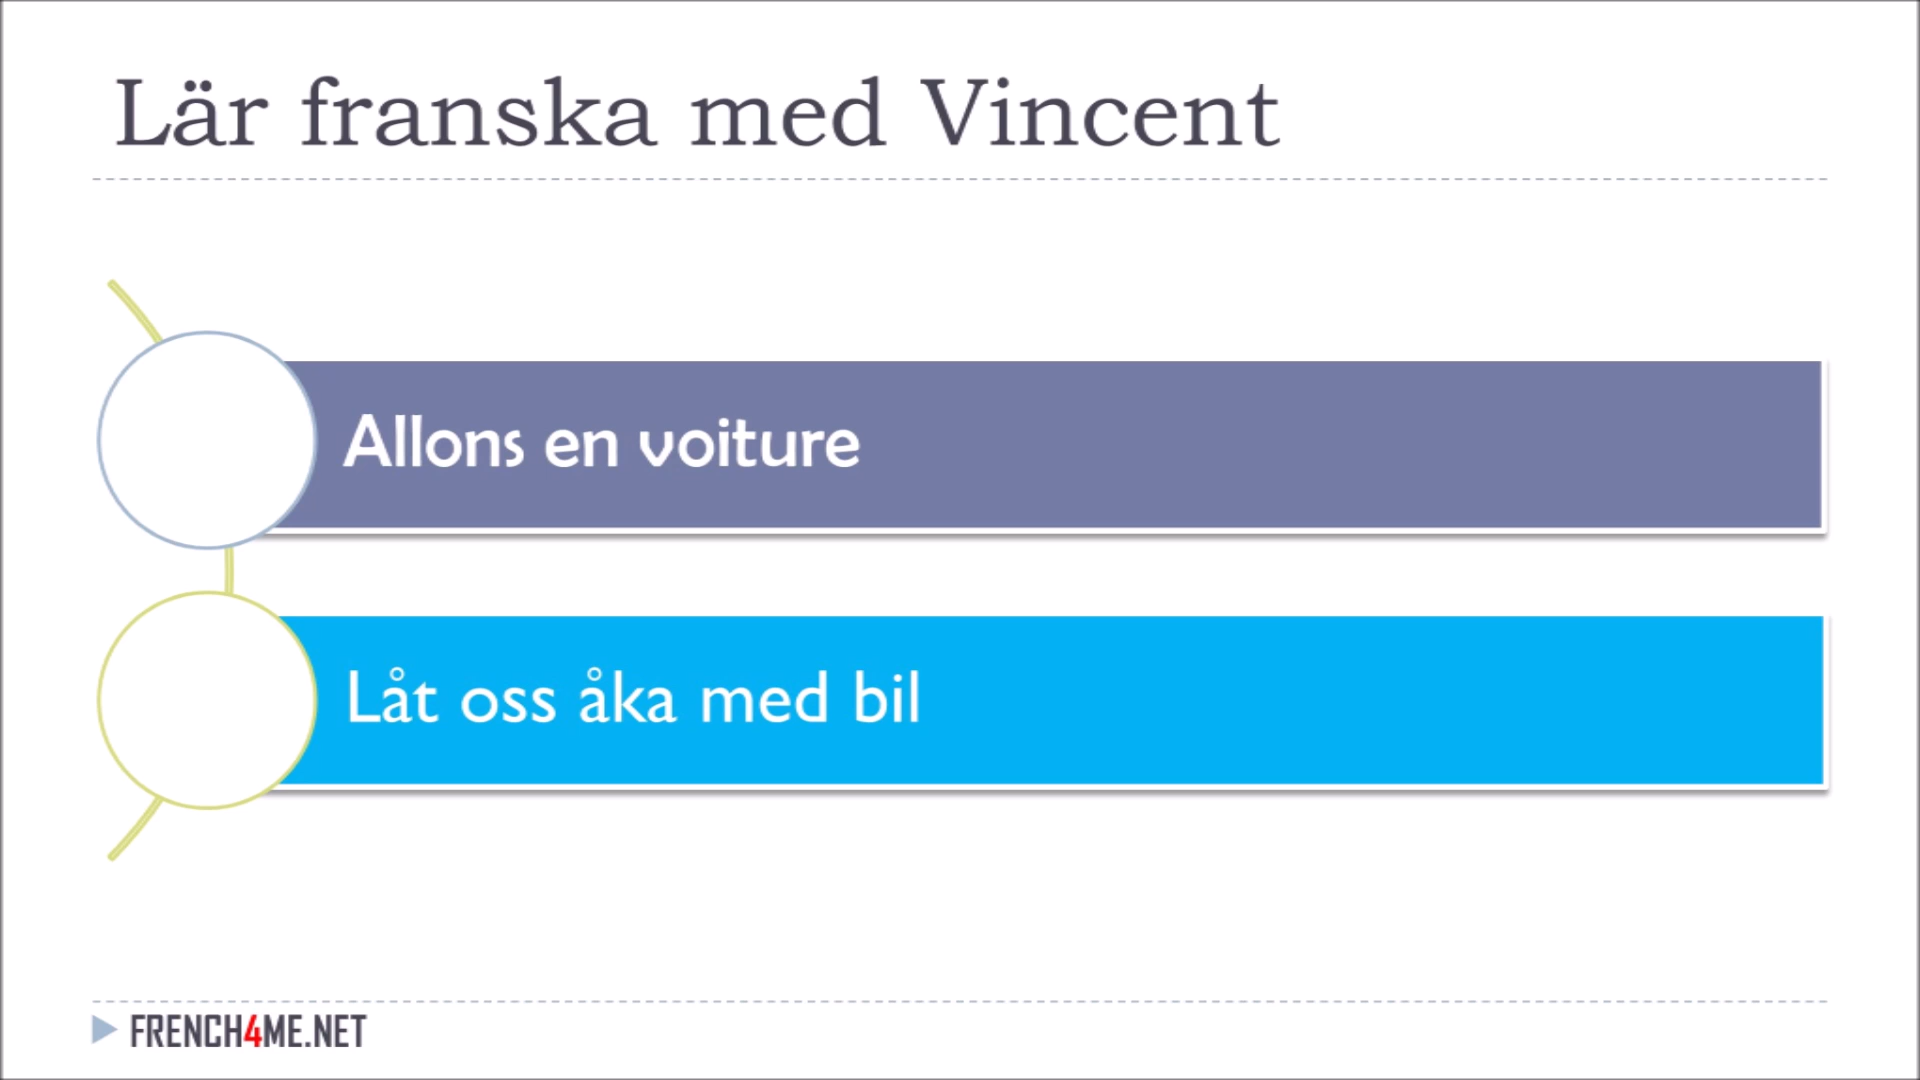 Lär franska med Vincent
Allons en voiture
Låt oss åka med bil
FRENCH4ME.NET